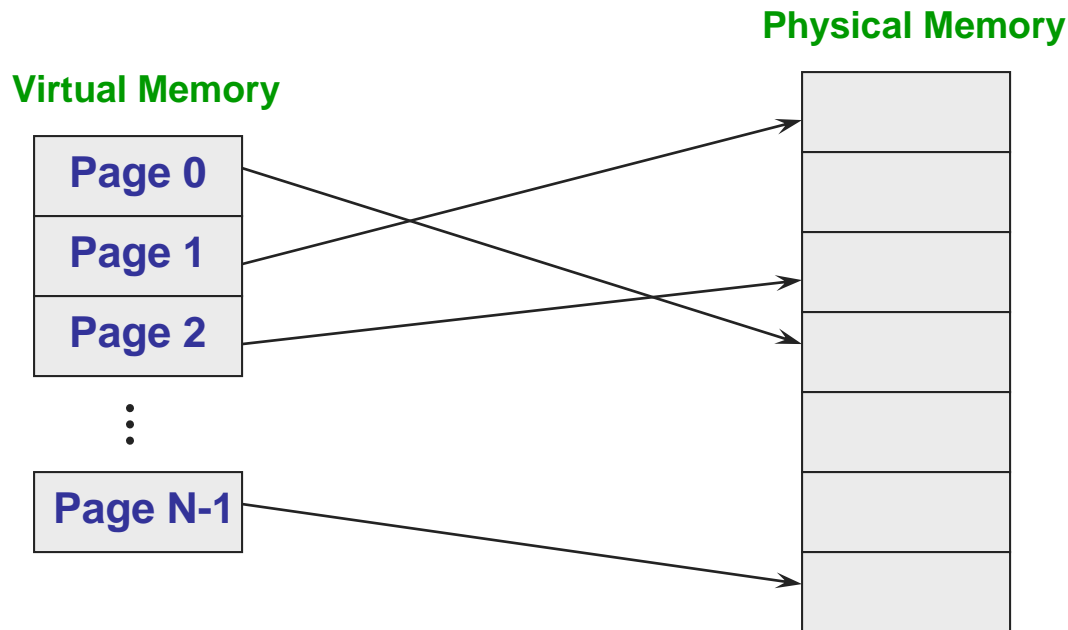 Physical Memory
Virtual Memory
Page 0
Page 1
Page 2
Page N-1